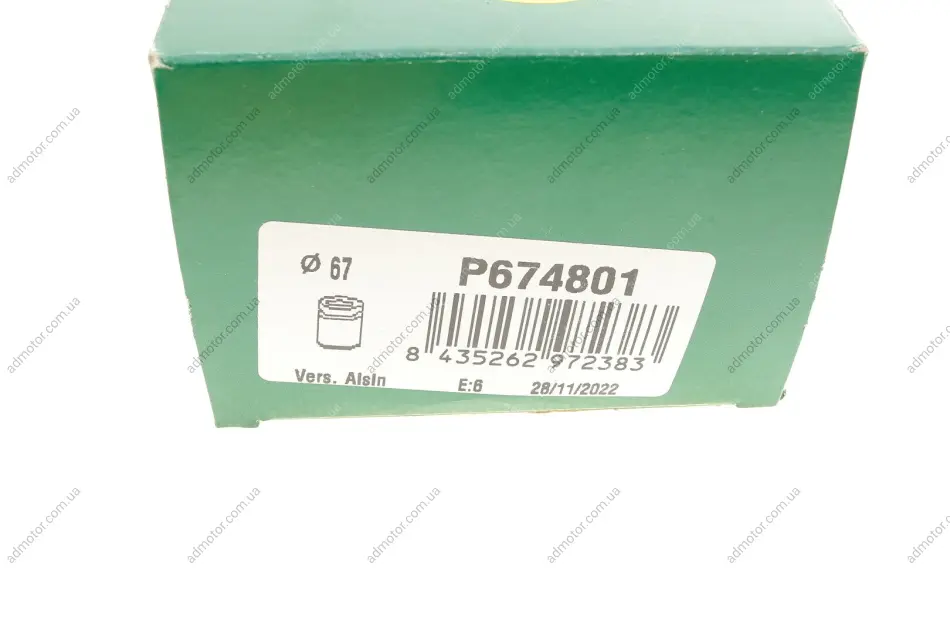 Ø 67
P674801
8 435262 972383
Vers. Aisin
E:6
28/11/2022
admotor.com.ua